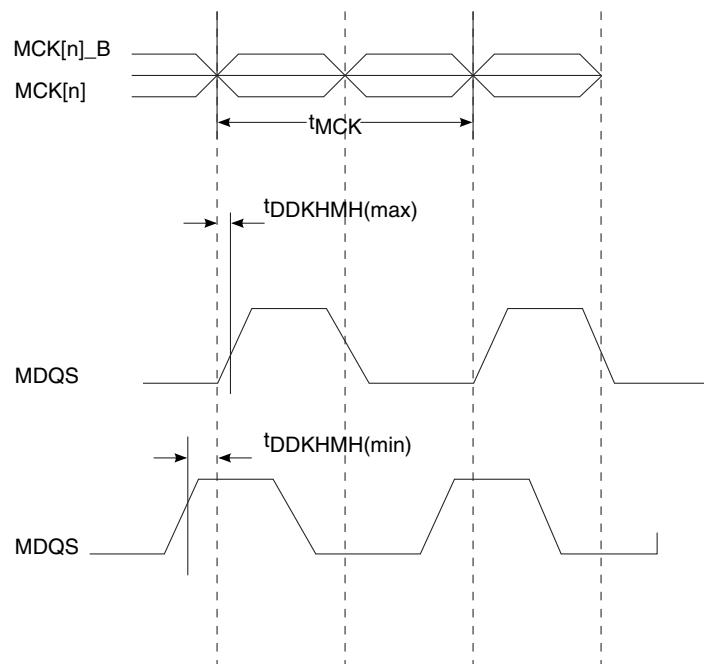 MCK[n]_B
MCK[n]
tMCK
tDDKHMH(max)
MDQS
tDDKHMH(min)
MDQS